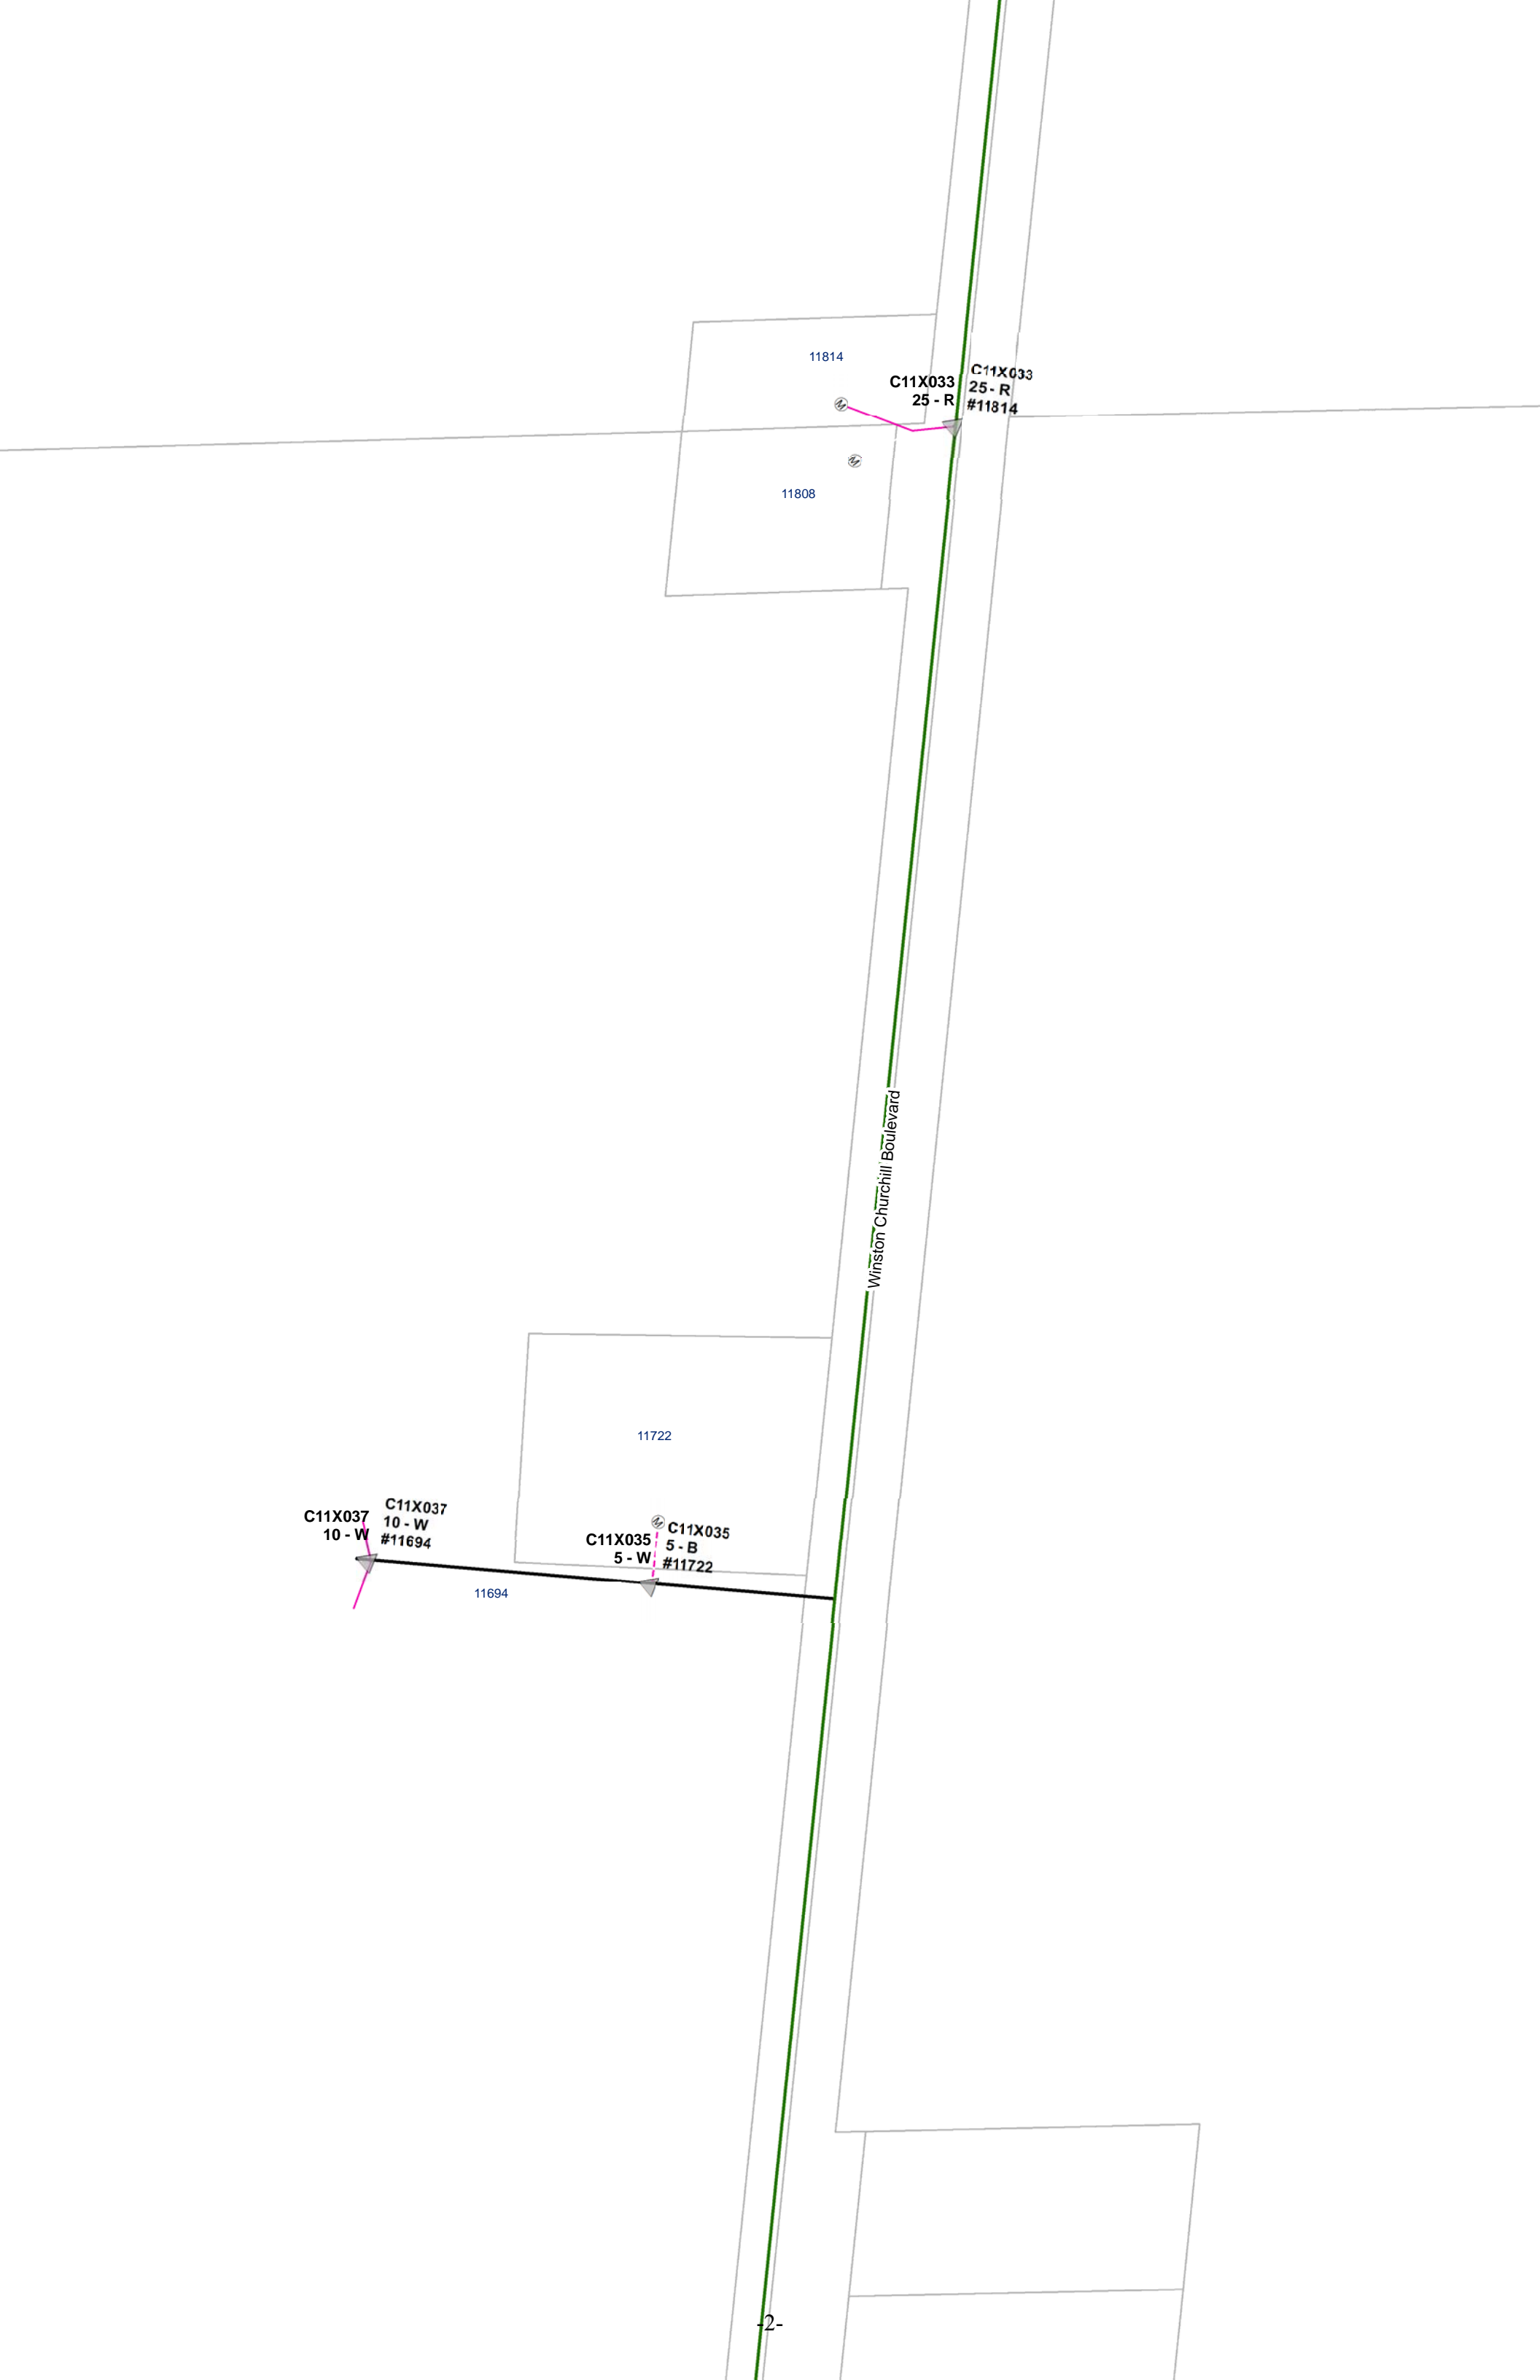 11814
C11X033
25 - R
C11X033
25 - R
#11814
11808
Winston Churchill Boulevard
11722
C11X037
10 - W
C11X037
10 - W
#11694
C11X035
5 - W
C11X035
5 - B
#11722
11694
-2-